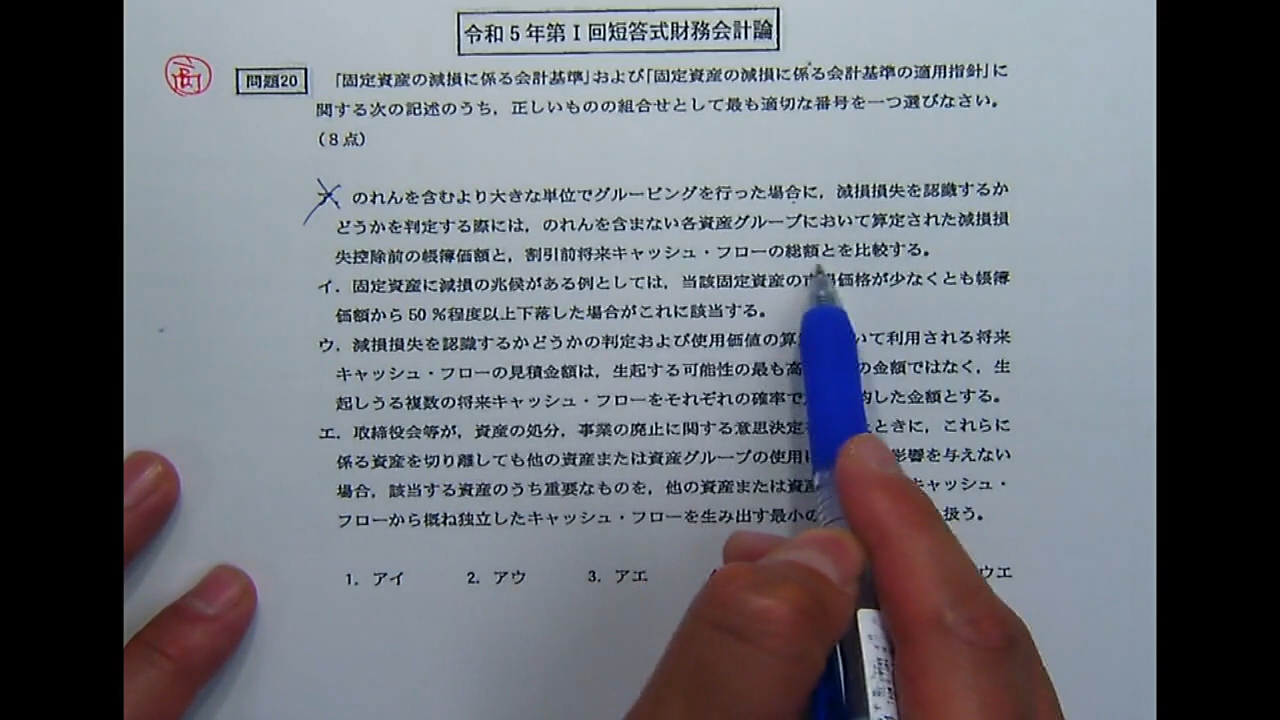 令和5年第Ⅰ回短答式財務会計論
問題20 「固定資産の減損に係る会計基準」および「固定資産の減損に係る会計基準の適用指針」に
関する次の記述のうち，正しいものの組合せとして最も適切な番号を一つ選びなさい。
（8点）
ア．のれんを含むより大きな単位でグルーピングを行った場合に，減損損失を認識するか
どうかを判定する際には，のれんを含まない各資産グループにおいて算定された減損損
失控除前の帳簿価額と，割引前将来キャッシュ・フローの総額とを比較する。
イ．固定資産に減損の兆候がある例としては，当該固定資産の市場価格が少なくとも帳簿
価額から50％程度以上下落した場合がこれに該当する。
ウ．減損損失を認識するかどうかの判定および使用価値の算 いて利用される将来
キャッシュ・フローの見積金額は，生起する可能性の最も高 の金額ではなく，生
起しうる複数の将来キャッシュ・フローをそれぞれの確率で した金額とする。
エ．取締役会等が，資産の処分，事業の廃止に関する意思決定 ときに，これらに
係る資産を切り離しても他の資産または資産グループの使用 影響を与えない
場合，該当する資産のうち重要なものを，他の資産または資産 キャッシュ・
フローから概ね独立したキャッシュ・フローを生み出す最小の 扱う。
1．アイ 2．アウ 3．アエ ウエ